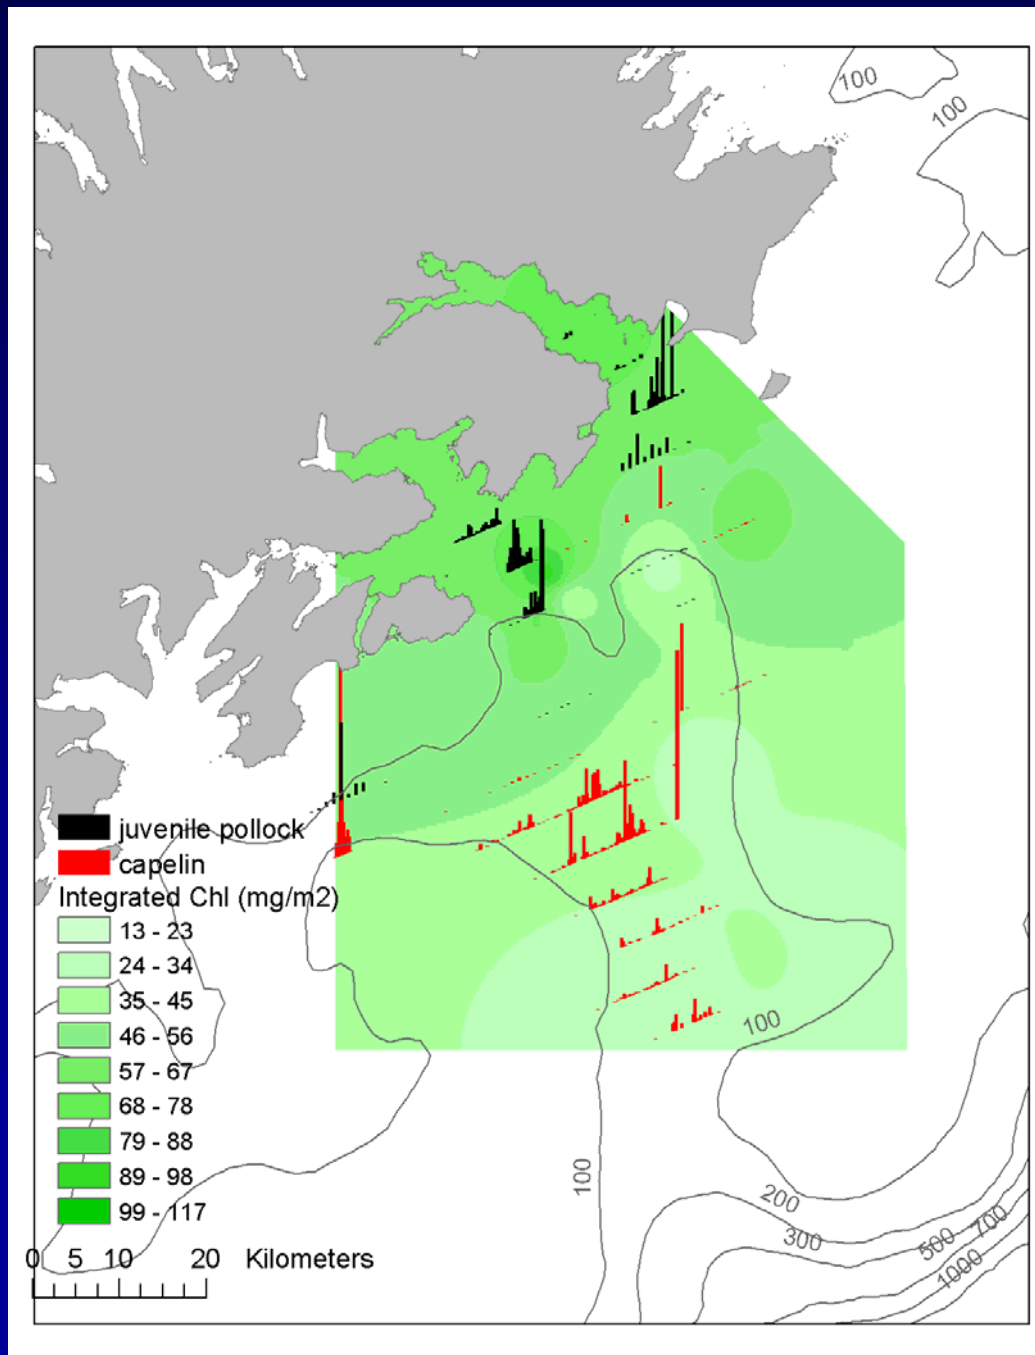 100
100
juvenile pollock
capelin
Integrated Chl (mg/m2)
13 - 23
24 - 34
35 - 45
46 - 56
57 - 67
68 - 78
79 - 88
89 - 98
99 - 117
0 5 10 20 Kilometers
100
100
200
300
500
700
1000